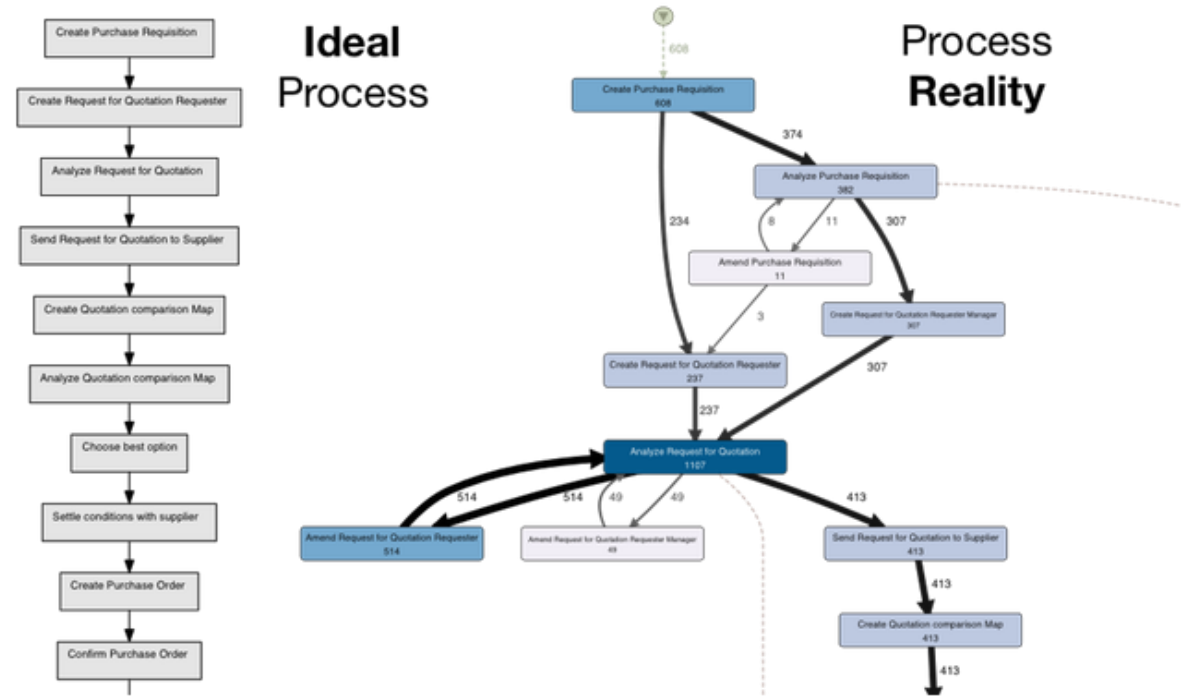 Ideal
Process
Process
Reality
Create Purchase Requisition
Create Request for Quotation Requester
Analyze Request for Quotation
Send Request for Quotation to Supplier
Create Quotation comparison Map
Analyze Quotation comparison Map
Choose best option
Settle conditions with supplier
Create Purchase Order
Confirm Purchase Order
608
Create Purchase Requisition
608
374
Analyze Purchase Requisition
382
234
8
11
307
Amend Purchase Requisition
11
3
Create Request for Quotation Requester Manager
307
Create Request for Quotation Requester
237
307
237
Analyze Request for Quotation
1107
514
514
49
49
413
Amend Request for Quotation Requester
514
Amend Request for Quotation Requester Manager
49
Send Request for Quotation to Supplier
413
413
Create Quotation comparison Map
413
413